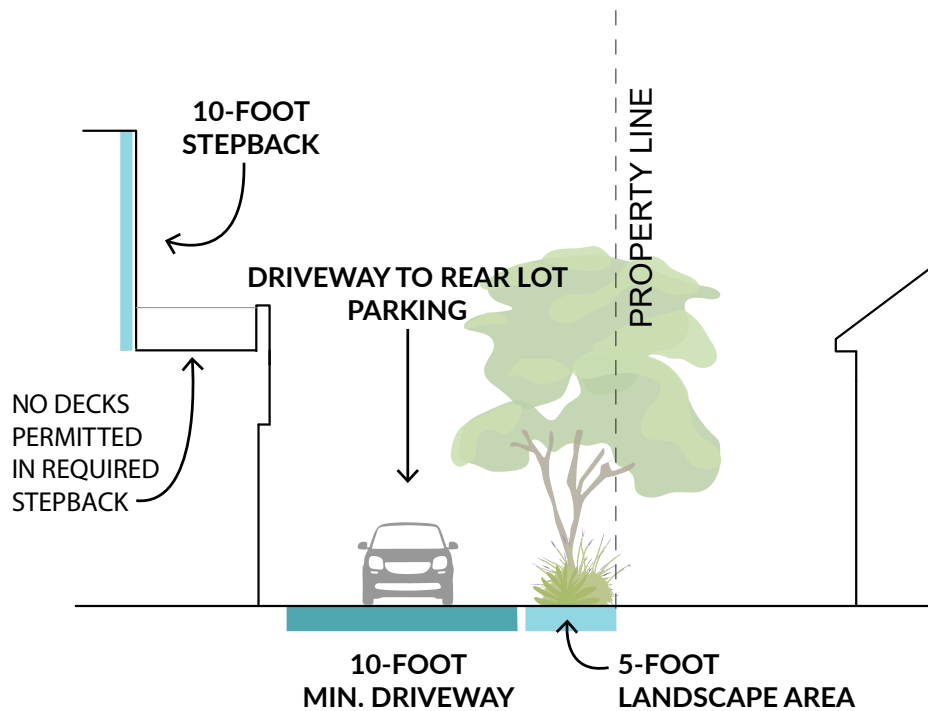 10-FOOT
STEPBACK
PROPERTY LINE
DRIVEWAY TO REAR LOT
PARKING
NO DECKS
PERMITTED
IN REQUIRED
STEPBACK
10-FOOT
MIN. DRIVEWAY
5-FOOT
LANDSCAPE AREA